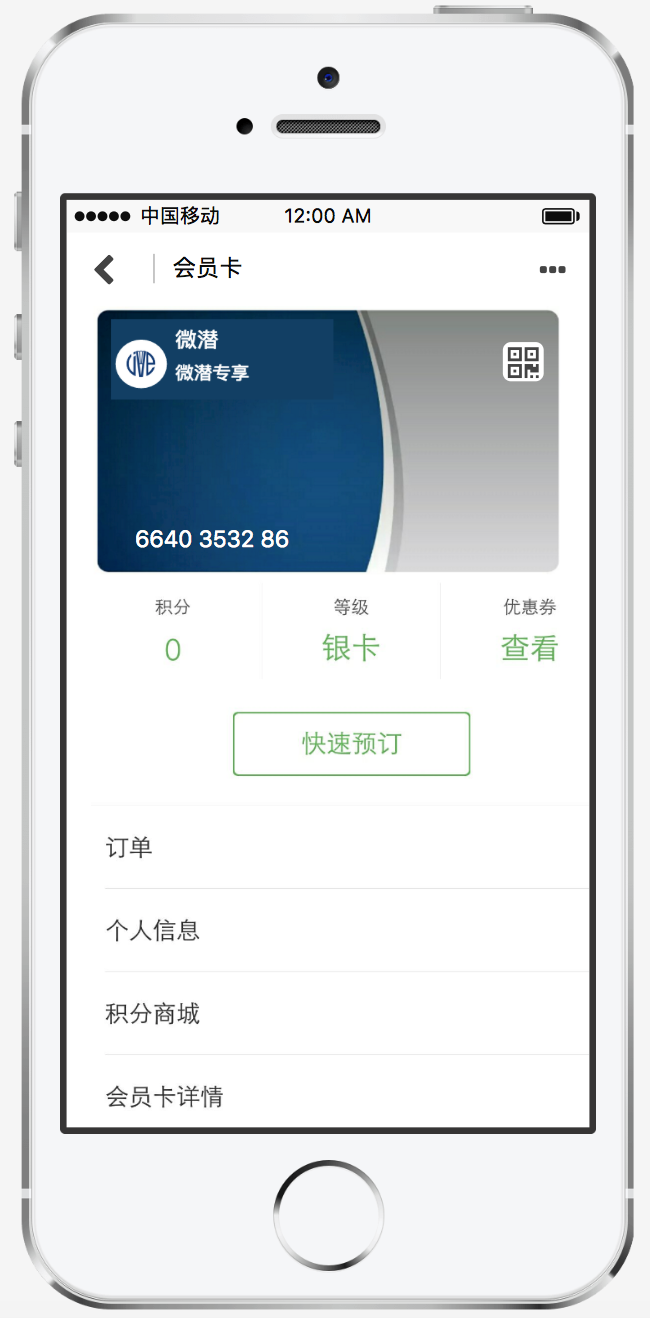 中国移动 12:00 AM
会员卡
微潜
LIVE
微潜专享
6640 3532 86
积分 等级 优惠券
0 银卡 查看
快速预订
订单
个人信息
积分商城
会员卡详情